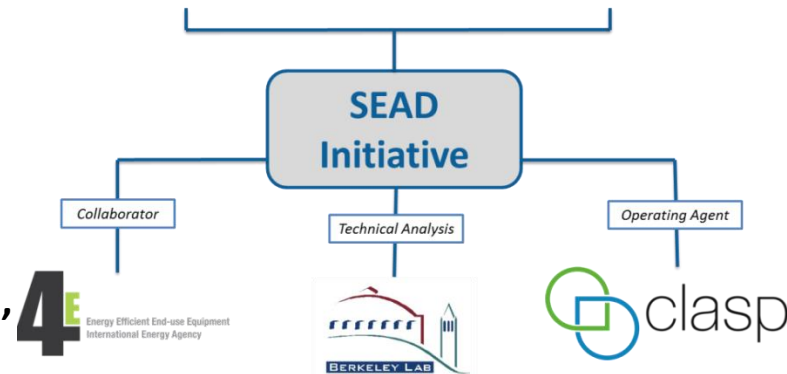 SEAD
Initiative
Collaborator
Technical Analysis
Operating Agent
,
4E
Energy Efficient End-use Equipment
International Energy Agency
BERKELEY LAB
clasp